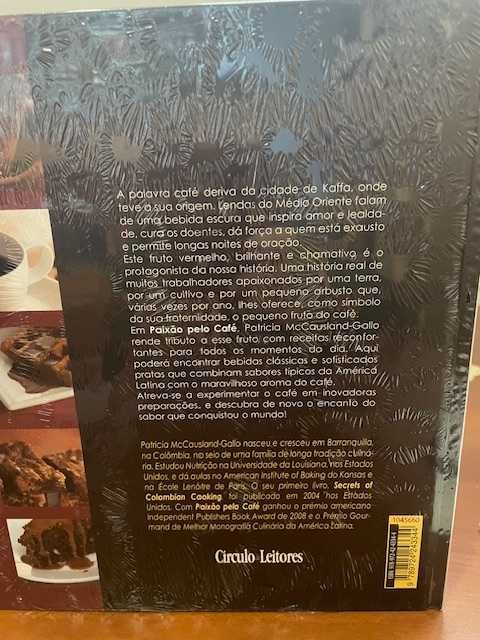 A palavra café deriva da cidade de Kaffa, onde
teve a sua origem. Lendas do Médio Oriente falam
de uma bebida escura que inspira amor e lealda-
de, cura os doentes, dá força a quem está exausto
e permite longas noites de oração.
Este fruto vermelho, brilhante e chamativo é o
protagonista da nossa história. Uma história real de
muitos trabalhadores apaixonados por uma terra,
por um cultivo e por um pequeno arbusto que,
várias vezes por ano, lhes oferece, como símbolo
da sua fraternidade, o pequeno fruto do café.
Em Paixão pelo Café, Patricia McCausland-Gallo
rende tributo a esse fruto com receitas reconfor-
tantes para todos os momentos do dia. Aqui
poderá encontrar bebidas clássicas e sofisticados
pratos que combinam sabores típicos da América
Latina com o maravilhoso aroma do café.
Atreva-se a experimentar o café em inovadoras
preparações, e descubra de novo o encanto do
sabor que conquistou o mundo!
Patricia McCausland-Gallo nasceu e cresceu em Barranquilla,
na Colômbia, no seio de uma família de longa tradição culiná-
ria. Estudou Nutrição na Universidade da Louisiana, nos Estados
Unidos, e dá aulas no American Institute of Baking do Kansas e
na École Lenôtre de Paris. O seu primeiro livro, Secrets of
Colombian Cooking foi publicado em 2004 nos Estados
Unidos. Com Paixão pelo Café ganhou o prémio americano
Independent Publishers Book Award de 2008 e o Prémio Gour-
mand de Melhor Monografia Culinária da América Latina.
Círculo Leitores
1045660
9789724243344